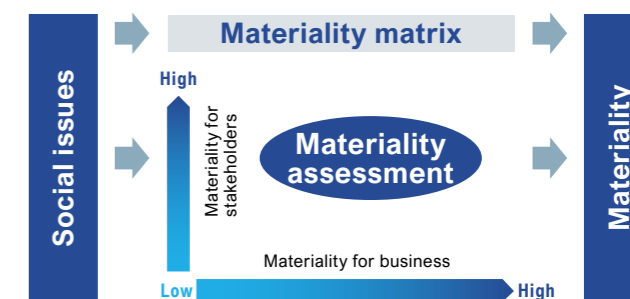 Social issues
Materiality matrix
High
Materiality for
stakeholders
Materiality
assessment
Materiality for business
Low
High
Materiality